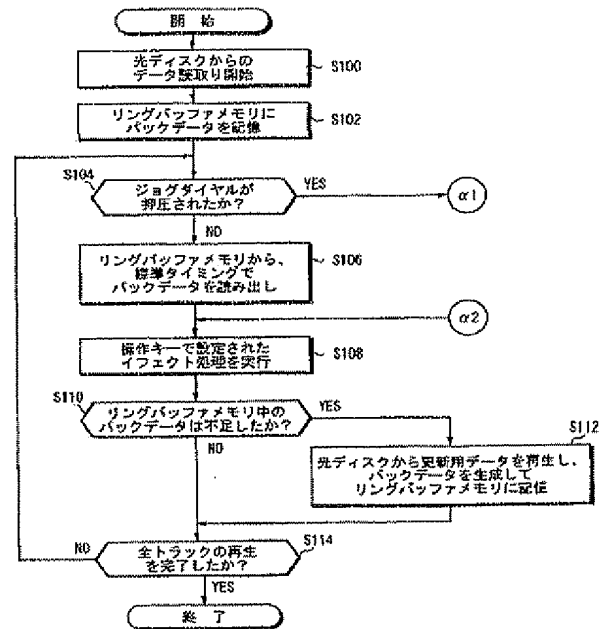 開 始
光ディスクからの
データ読取り開始
S100
リングバッファメモリに
パックデータを記憶
S102
S104
ジョグダイヤルが
押圧されたか?
YES
α1
NO
リングバッファメモリから、
標準タイミングで
パックデータを読み出し
S106
α2
操作キーで設定された
イフェクト処理を実行
S108
S110
リングバッファメモリ中の
パックデータは不足したか?
YES
NO
S112
光ディスクから更新用データを再生し、
パックデータを生成して
リングバッファメモリに配信
S114
全トラックの再生
を完了したか?
NO
YES
終 了